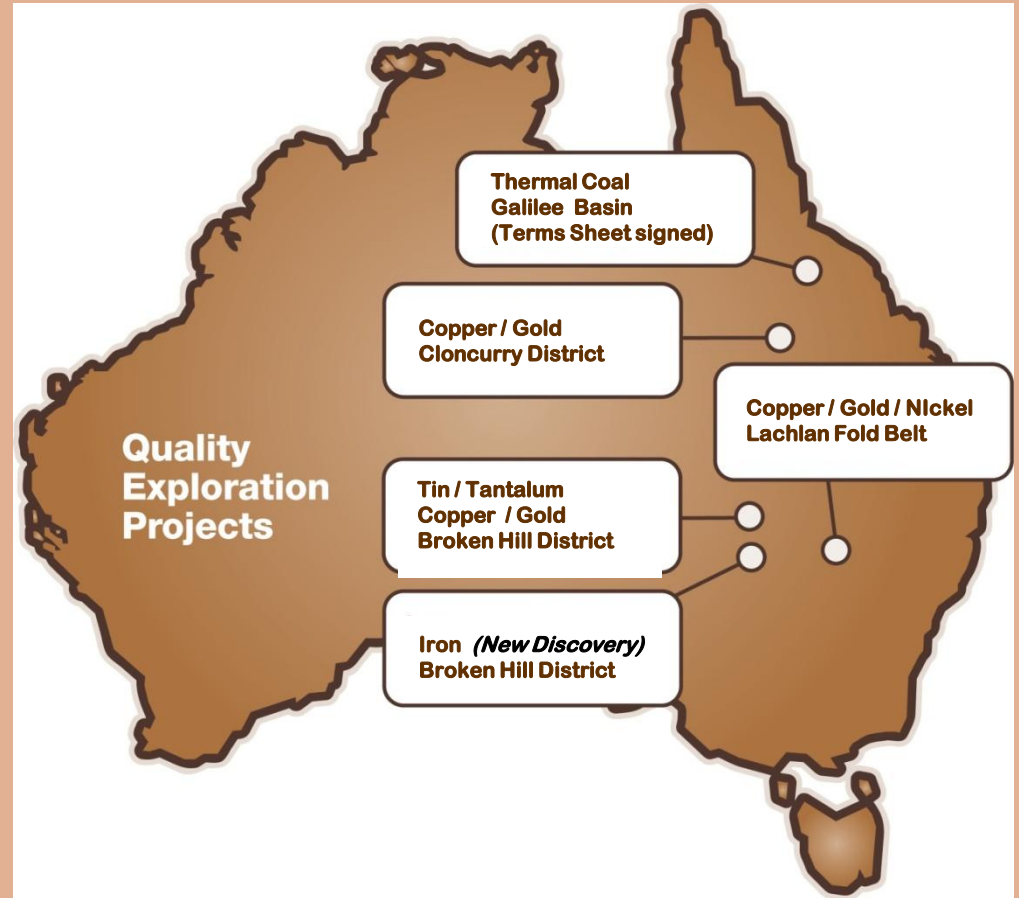 Thermal Coal
Galilee Basin
(Terms Sheet signed)
Copper / Gold
Cloncurry District
Copper / Gold / NIckel
Lachlan Fold Belt
Quality
Exploration
Projects
Tin / Tantalum
Copper / Gold
Broken Hill District
Iron (New Discovery)
Broken Hill District